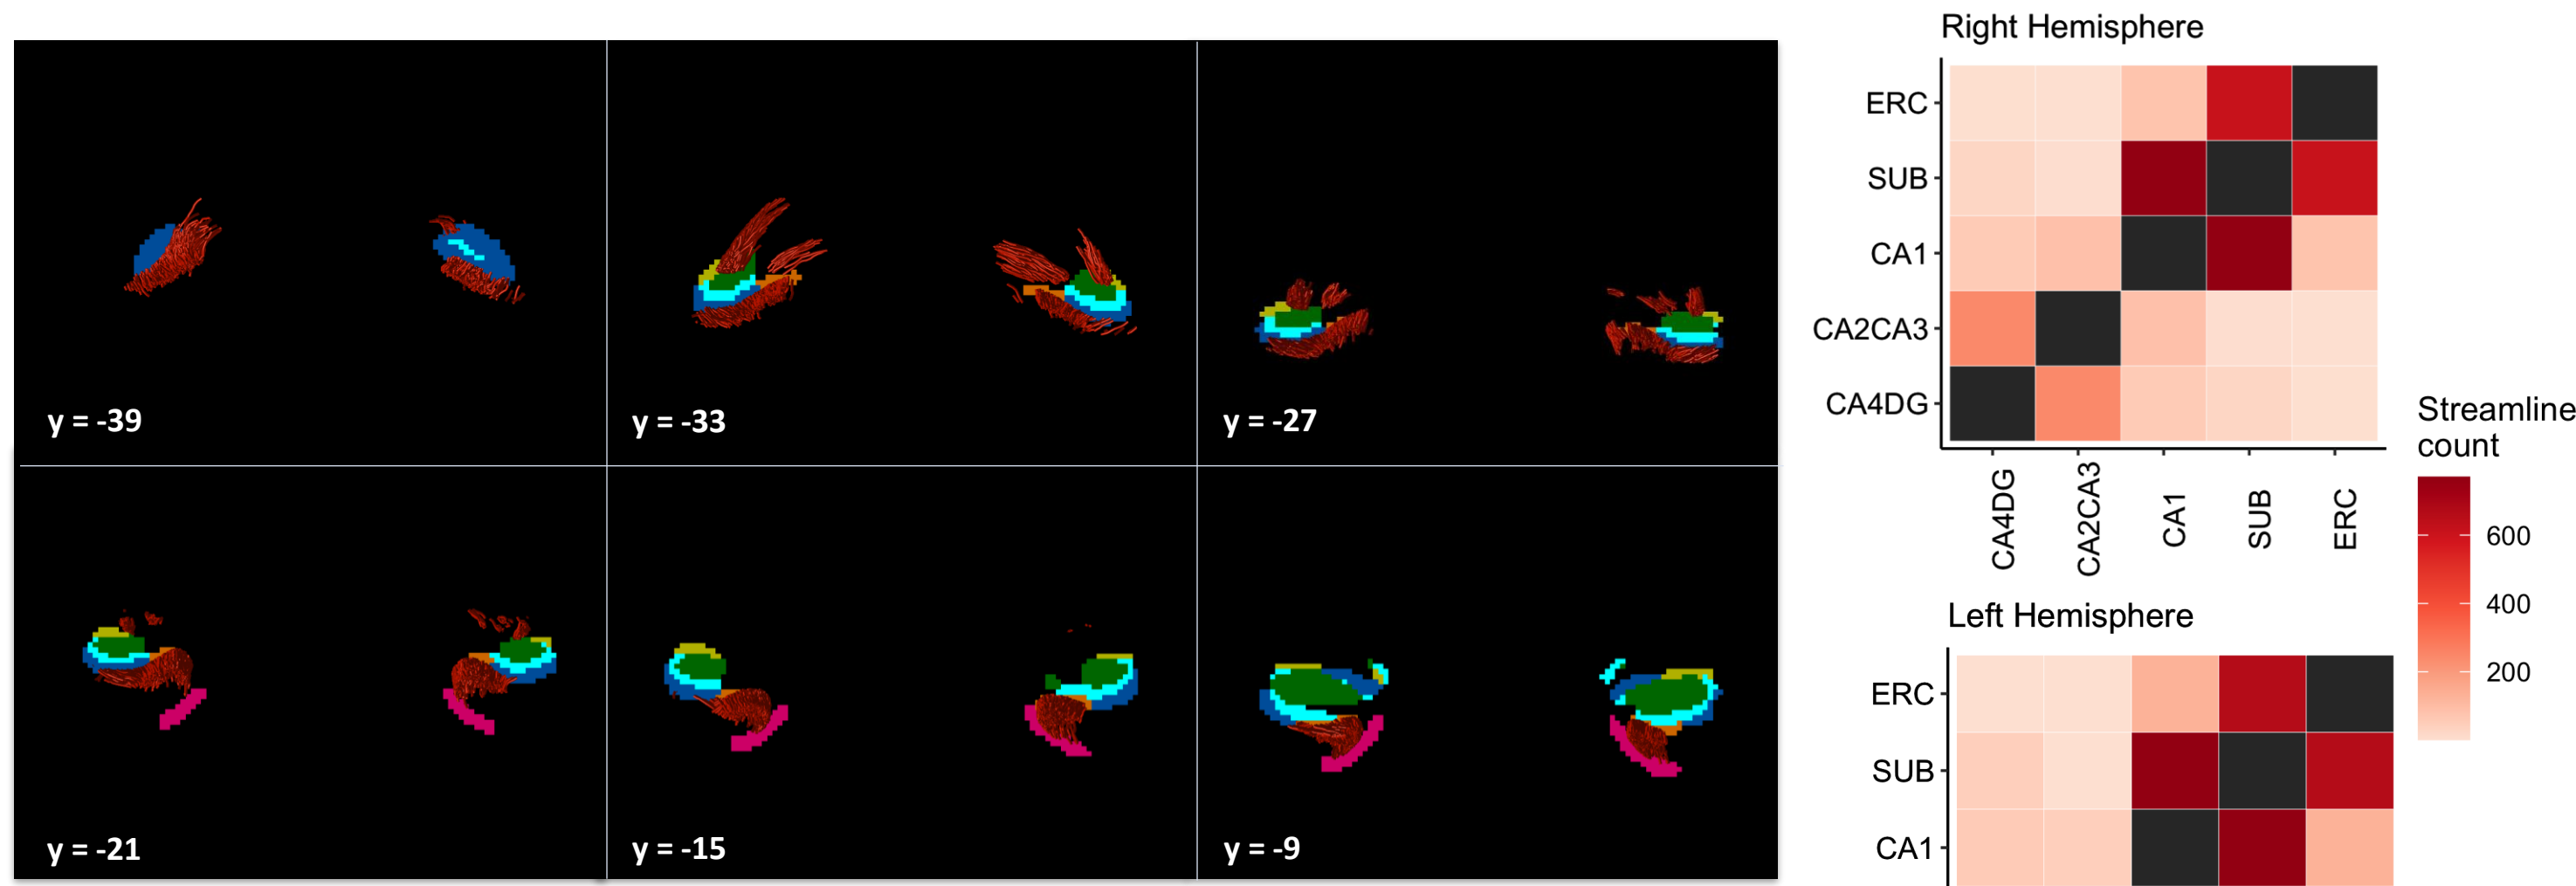 y = -39
y = -33
y = -27
y = -21
y = -15
y = -9
Right Hemisphere
ERC
SUB
CA1
CA2CA3
CA4DG
CA4DG
CA2CA3
CA1
SUB
ERC
Streamline
count
600
400
200
Left Hemisphere
ERC
SUB
CA1